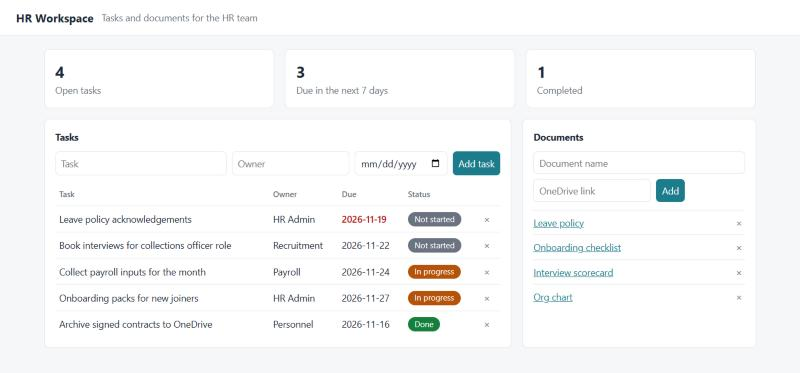 HR Workspace Tasks and documents for the HR team
4
Open tasks
3
Due in the next 7 days
1
Completed
Tasks
Task Owner mm/dd/yyyy Add task
Task Owner Due Status
Leave policy acknowledgements HR Admin 2026-11-19 Not started ×
Book interviews for collections officer role Recruitment 2026-11-22 Not started ×
Collect payroll inputs for the month Payroll 2026-11-24 In progress ×
Onboarding packs for new joiners HR Admin 2026-11-27 In progress ×
Archive signed contracts to OneDrive Personnel 2026-11-16 Done ×
Documents
Document name
OneDrive link Add
Leave policy ×
Onboarding checklist ×
Interview scorecard ×
Org chart ×